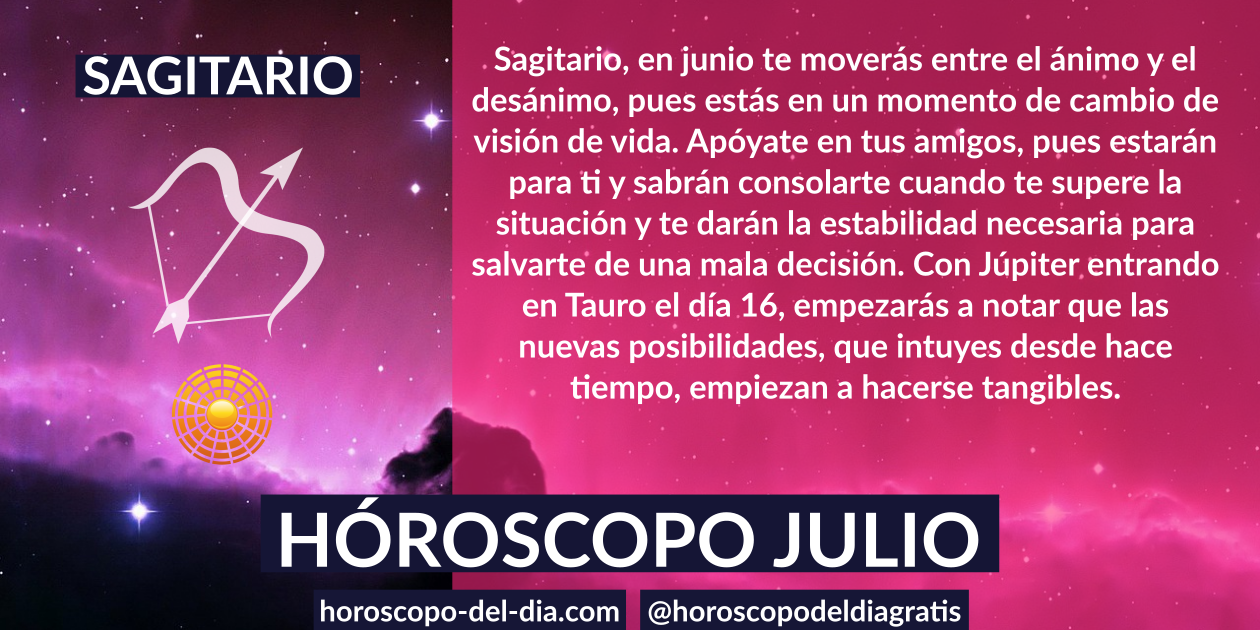 SAGITARIO
Sagitario, en junio te moverás entre el ánimo y el
desánimo, pues estás en un momento de cambio de
visión de vida. Apóyate en tus amigos, pues estarán
para ti y sabrán consolarte cuando te supere la
situación y te darán la estabilidad necesaria para
salvarte de una mala decisión. Con Júpiter entrando
en Tauro el día 16, empezarás a notar que las
nuevas posibilidades, que intuyes desde hace
tiempo, empiezan a hacerse tangibles.
HÓROSCOPO JULIO
horoscopo-del-dia.com
@horoscopodeldiagratis